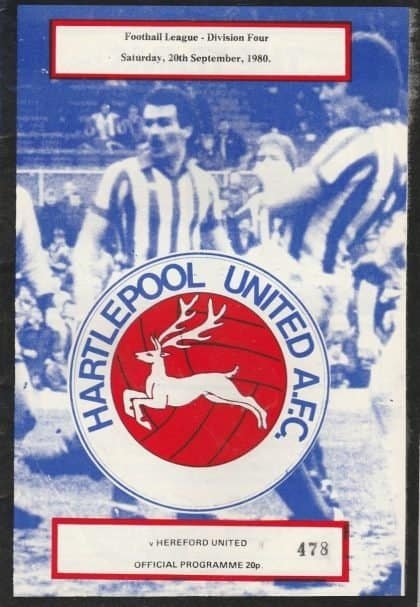 Football League - Division Four
Saturday, 20th September, 1980.
HARTLEPOOL UNITED A.F.C.
v HEREFORD UNITED
478
OFFICIAL PROGRAMME 20p.